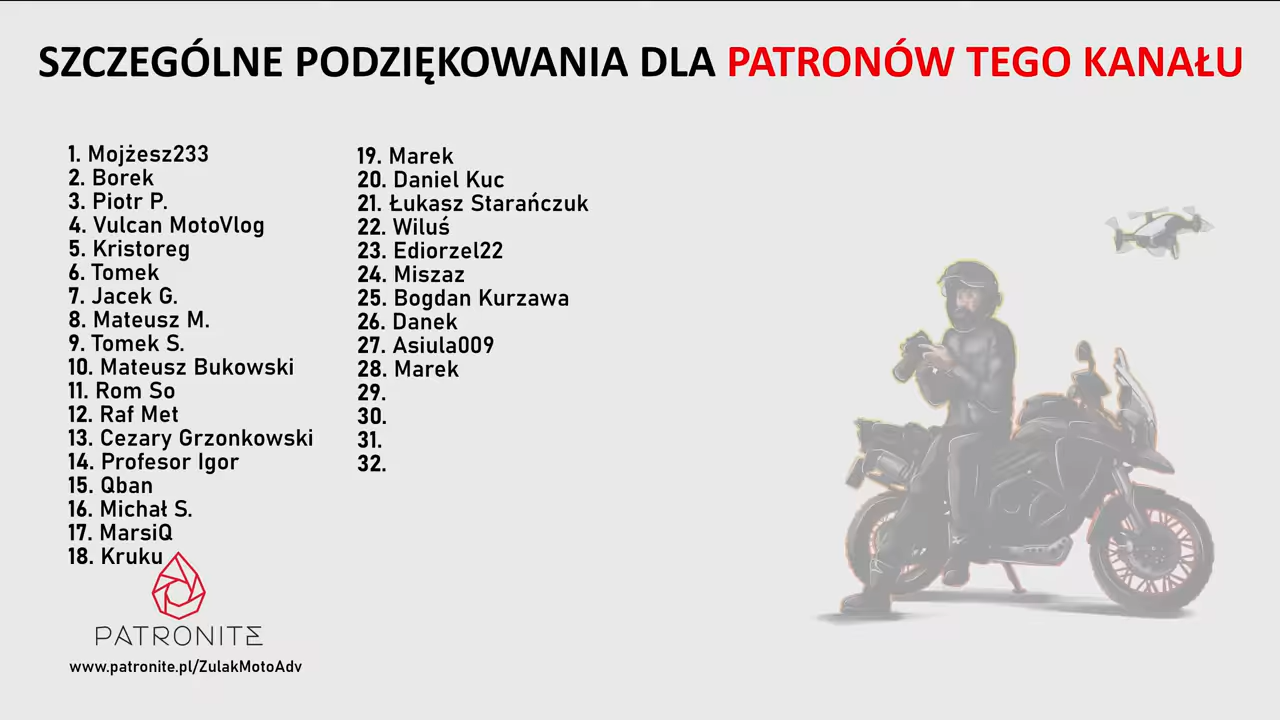 SZCZEGÓLNE PODZIĘKOWANIA DLA PATRONÓW TEGO KANAŁU
1. Mojżesz233
2. Borek
3. Piotr P.
4. Vulcan MotoVlog
5. Kristoreg
6. Tomek
7. Jacek G.
8. Mateusz M.
9. Tomek S.
10. Mateusz Bukowski
11. Rom So
12. Raf Met
13. Cezary Grzonkowski
14. Profesor Igor
15. Qban
16. Michał S.
17. MarsiQ
18. Kruku
19. Marek
20. Daniel Kuc
21. Łukasz Starańczuk
22. Wiluś
23. Ediorzel22
24. Miszaz
25. Bogdan Kurzawa
26. Danek
27. Asiula009
28. Marek
29.
30.
31.
32.
PATRONITE
www.patronite.pl/ZulakMotoAdv